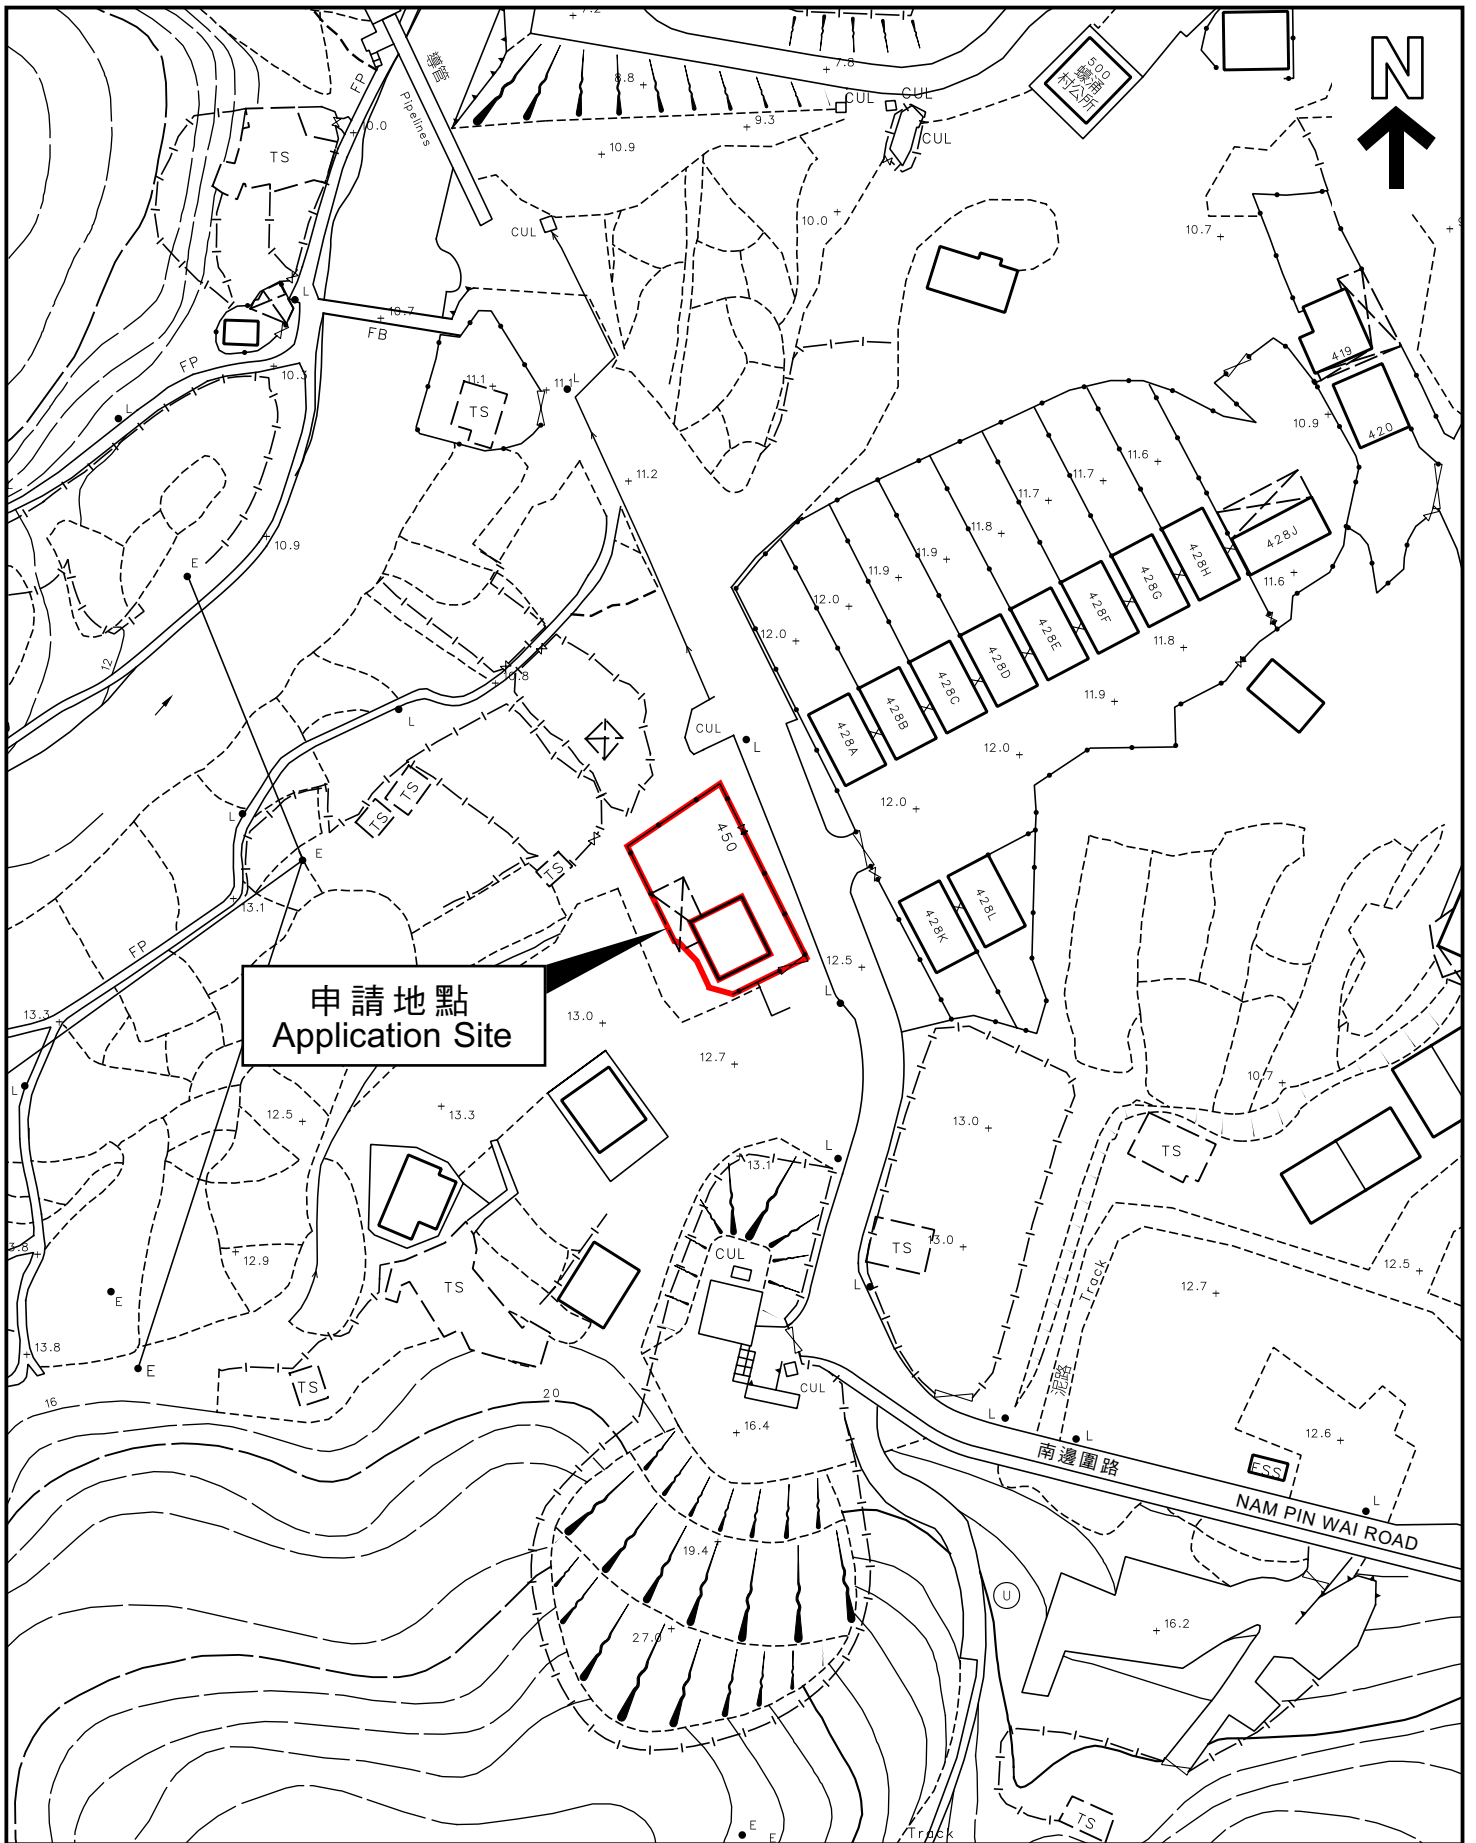 7.2
N
導管
Pipelines
FP
8.8
7.8
500
蠔涌
村公所
CUL
CUL
CUL
9.3
10.9
TS
10.0
10.7
CUL
10.7
FB
FP
10.3
L
L
11.1
11.1
L
TS
419
420
10.9
11.2
11.6
11.7
11.7
11.8
11.9
11.9
12.0
12.0
10.9
E
12
428J
428H
428G
428F
428E
428D
428C
428B
428A
11.6
11.8
11.9
12.0
12.0
10.8
L
CUL
L
TS
TS
TS
L
E
450
428L
428K
13.1
FP
12.5
L
申請地點
Application Site
13.3
13.0
12.7
L
12.5
13.3
13.0
10.7
TS
13.1
L
CUL
TS
13.0
12.9
TS
E
L
Track
12.7
12.5
13.8
E
TS
16
20
CUL
16.4
泥路
L
L
12.6
南邊圍路
ESS
L
NAM PIN WAI ROAD
19.4
U
16.2
27.0
TS
E
E
Track